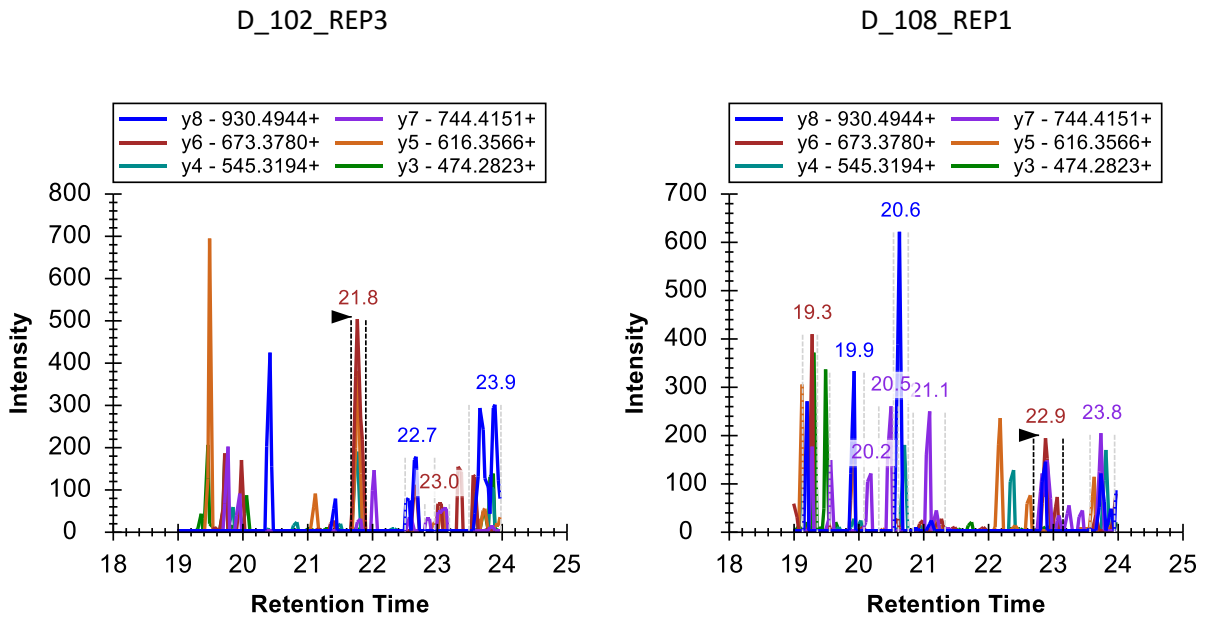 D_102_REP3
y8 - 930.4944+ y7 - 744.4151+
y6 - 673.3780+ y5 - 616.3566+
y4 - 545.3194+ y3 - 474.2823+
800
700
600
500
400
300
200
100
0
21.8
23.9
22.7
23.0
18 19 20 21 22 23 24 25
Intensity
Retention Time
D_108_REP1
y8 - 930.4944+ y7 - 744.4151+
y6 - 673.3780+ y5 - 616.3566+
y4 - 545.3194+ y3 - 474.2823+
700
600
500
400
300
200
100
0
20.6
19.3
19.9
20.5
21.1
20.2
22.9
23.8
18 19 20 21 22 23 24 25
Intensity
Retention Time